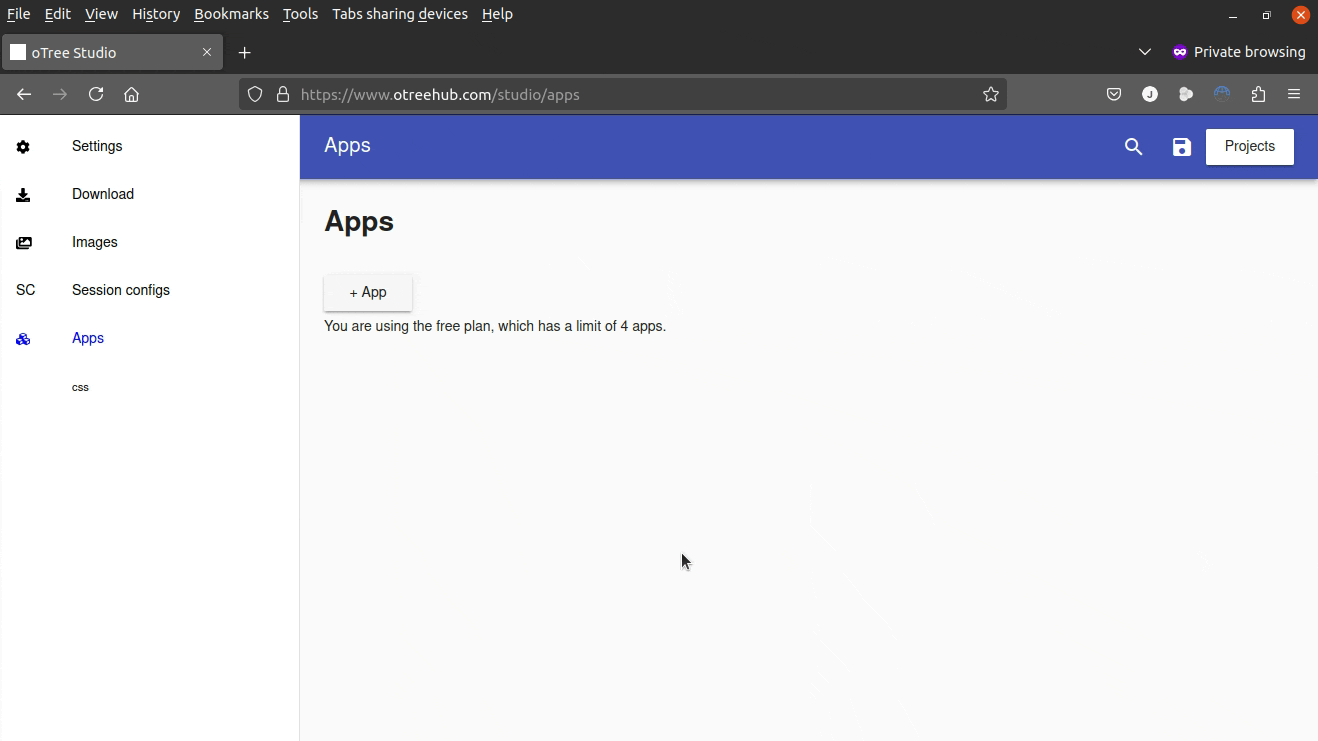 File Edit View History Bookmarks Tools Tabs sharing devices Help
oTree Studio
Private browsing
https://www.otreehub.com/studio/apps
J
Settings
Apps
Projects
Download
Apps
Images
+ App
SC Session configs
You are using the free plan, which has a limit of 4 apps.
Apps
css